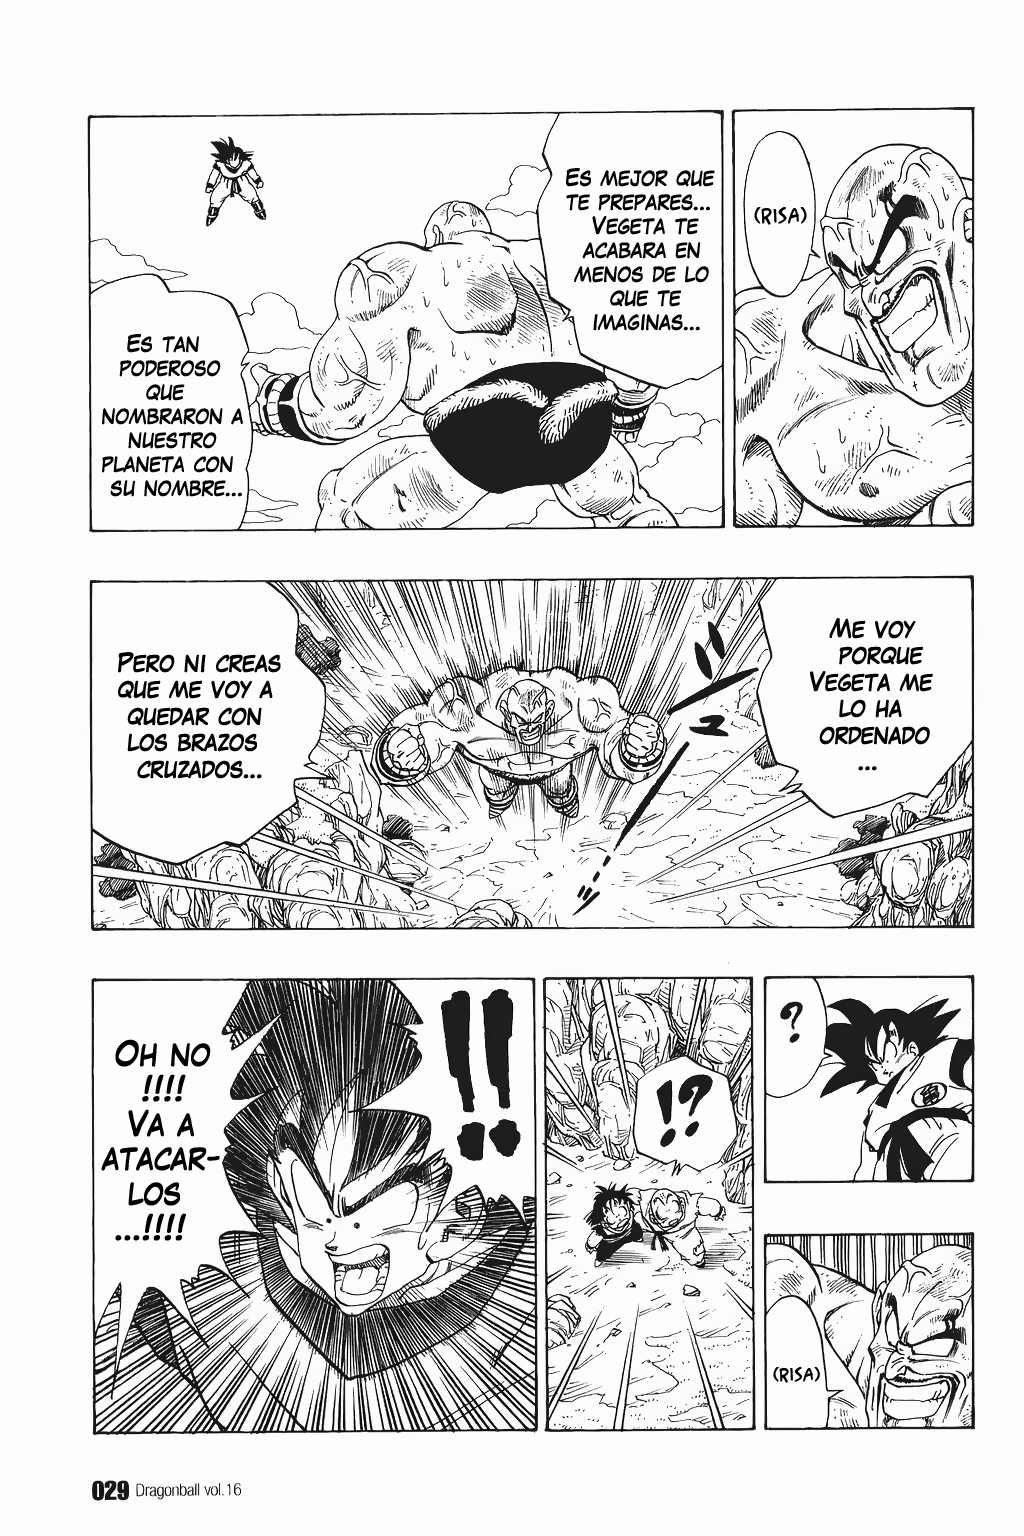 (RISA)
ES MEJOR QUE
TE PREPARES...
VEGETA TE
ACABARA EN
MENOS DE LO
QUE TE
IMAGINAS...
ES TAN
PODEROSO
QUE
NOMBRARON A
NUESTRO
PLANETA CON
SU NOMBRE...
ME VOY
PORQUE
VEGETA ME
LO HA
ORDENADO
...
PERO NI CREAS
QUE ME VOY A
QUEDAR CON
LOS BRAZOS
CRUZADOS...
?
(RISA)
!?
!!
OH NO
!!!!
VA A
ATACAR-
LOS
...!!!!
029 Dragonball vol.16